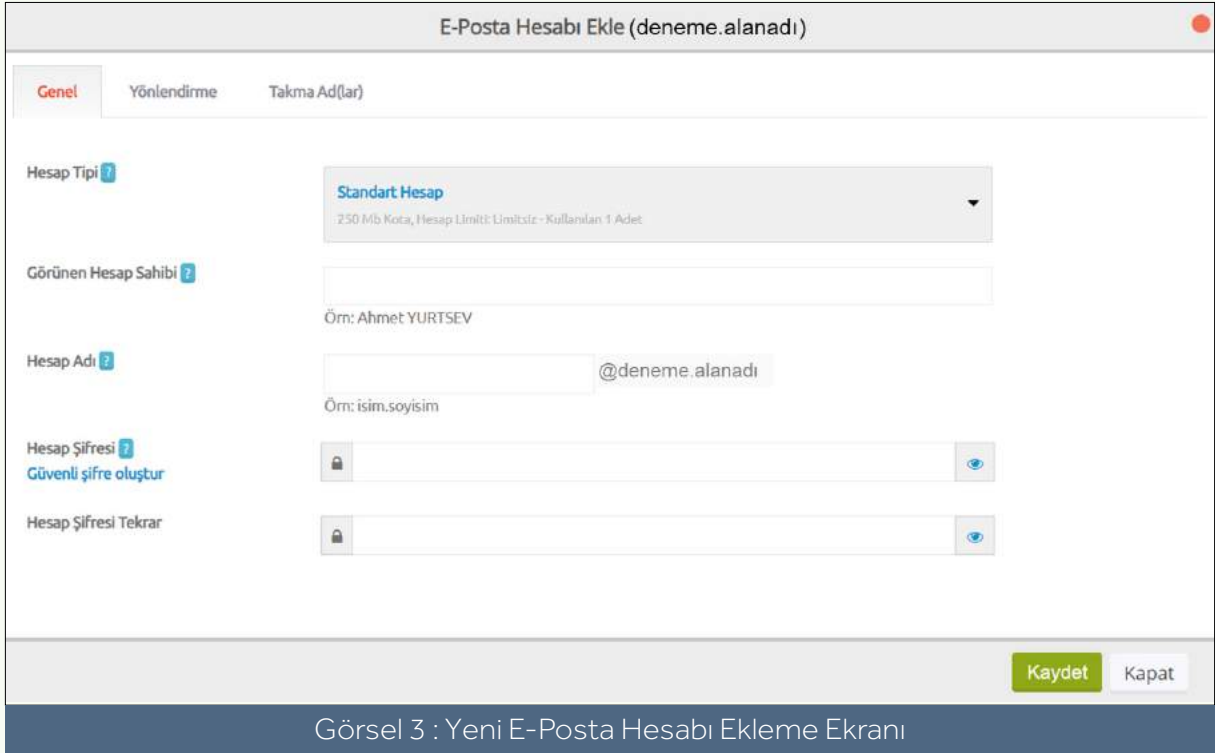 E-Posta Hesabı Ekle (deneme.alanadı)
Genel Yönlendirme Takma Ad(lar)
Hesap Tipi ?
Standart Hesap
250 Mb Kota, Hesap Limiti: Limitsiz - Kullanılan 1 Adet
Görünen Hesap Sahibi ?
Örn: Ahmet YURTSEV
Hesap Adı ?
@deneme.alanadı
Örn: isim.soyisim
Hesap Şifresi ?
Güvenli şifre oluştur
Hesap Şifresi Tekrar
Kaydet Kapat
Görsel 3 : Yeni E-Posta Hesabı Ekleme Ekranı